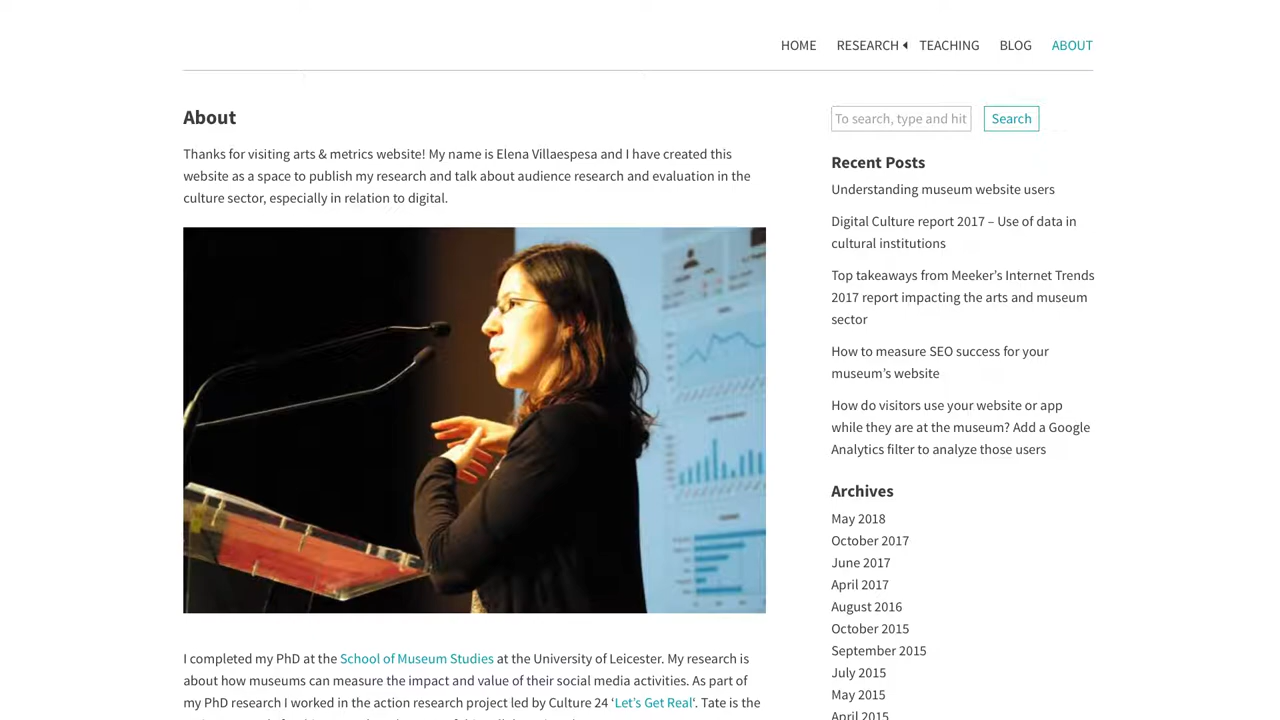 HOME RESEARCH TEACHING BLOG ABOUT
About
Thanks for visiting arts & metrics website! My name is Elena Villaespesa and I have created this
website as a space to publish my research and talk about audience research and evaluation in the
culture sector, especially in relation to digital.
I completed my PhD at the School of Museum Studies at the University of Leicester. My research is
about how museums can measure the impact and value of their social media activities. As part of
my PhD research I worked in the action research project led by Culture 24 ‘Let’s Get Real‘. Tate is the
To search, type and hit
Search
Recent Posts
Understanding museum website users
Digital Culture report 2017 – Use of data in
cultural institutions
Top takeaways from Meeker’s Internet Trends
2017 report impacting the arts and museum
sector
How to measure SEO success for your
museum’s website
How do visitors use your website or app
while they are at the museum? Add a Google
Analytics filter to analyze those users
Archives
May 2018
October 2017
June 2017
April 2017
August 2016
October 2015
September 2015
July 2015
May 2015
April 2015